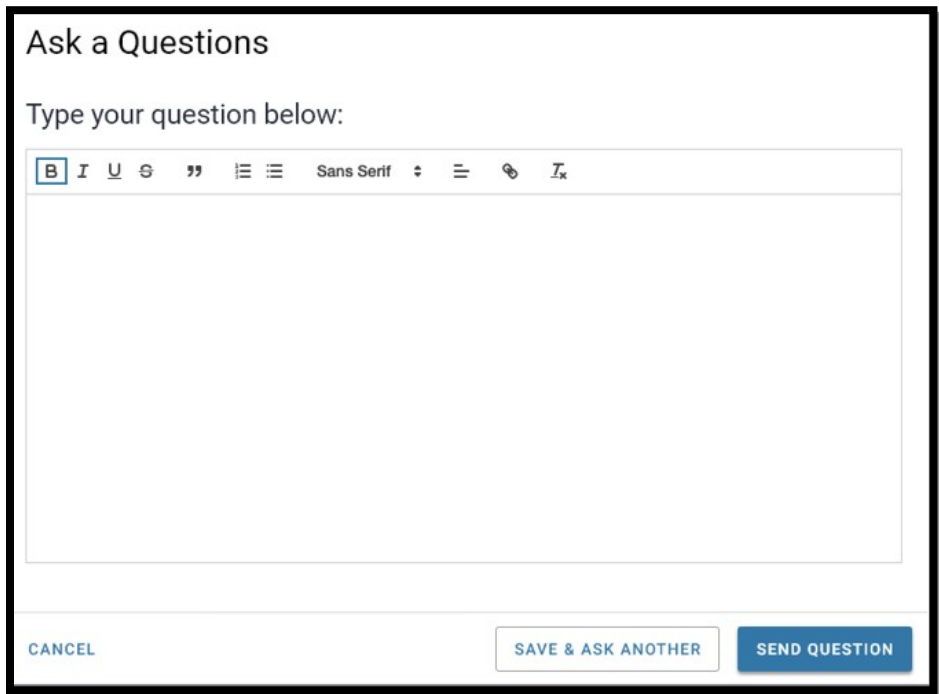 Ask a Questions
Type your question below:
B I U S Sans Serif
CANCEL SAVE & ASK ANOTHER SEND QUESTION